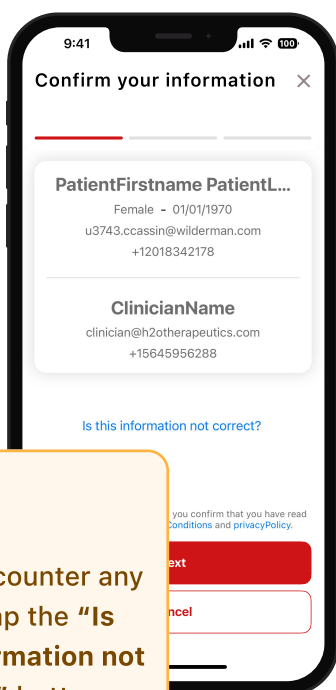 9:41
100
Confirm your information
PatientFirstname PatientL...
Female - 01/01/1970
u3743.ccassin@wilderman.com
+12018342178
ClinicianName
clinician@h2otherapeutics.com
+15645956288
Is this information not correct?
you confirm that you have read
Conditions and privacyPolicy.
ext
ncel
counter any
p the “Is
rmation not